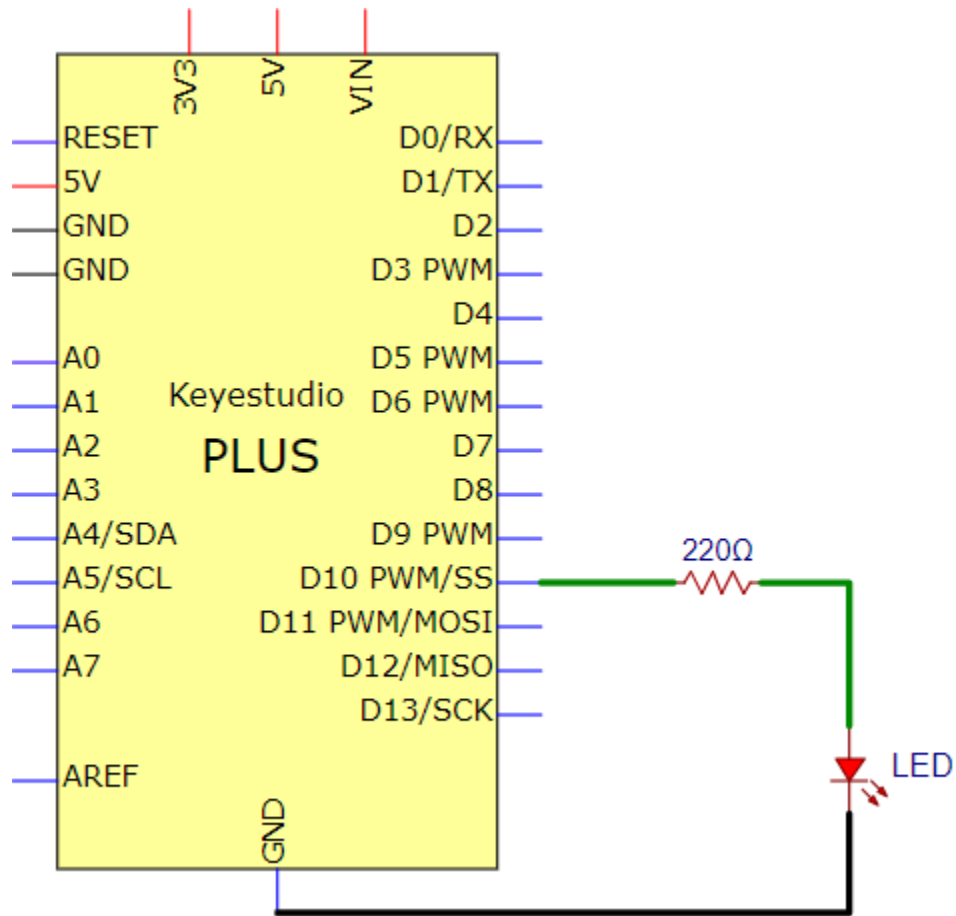 3V3
5V
VIN
RESET
5V
GND
GND
A0
A1
A2
A3
A4/SDA
A5/SCL
A6
A7
AREF
Keyestudio
PLUS
D0/RX
D1/TX
D2
D3 PWM
D4
D5 PWM
D6 PWM
D7
D8
D9 PWM
D10 PWM/SS
D11 PWM/MOSI
D12/MISO
D13/SCK
GND
220Ω
LED